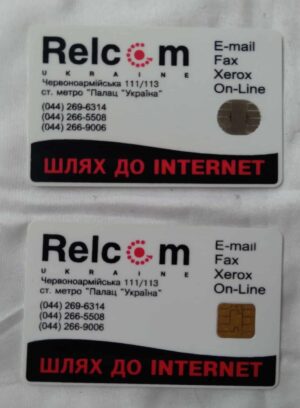 Relcom
UKRAINE
Червоноармійська 111/113
ст. метро "Палац "Україна"
(044) 269-6314
(044) 266-5508
(044) 266-9006
E-mail
Fax
Xerox
On-Line
ШЛЯХ ДО INTERNET
Relcom
UKRAINE
Червоноармійська 111/113
ст. метро "Палац "Україна"
(044) 269-6314
(044) 266-5508
(044) 266-9006
E-mail
Fax
Xerox
On-Line
ШЛЯХ ДО INTERNET